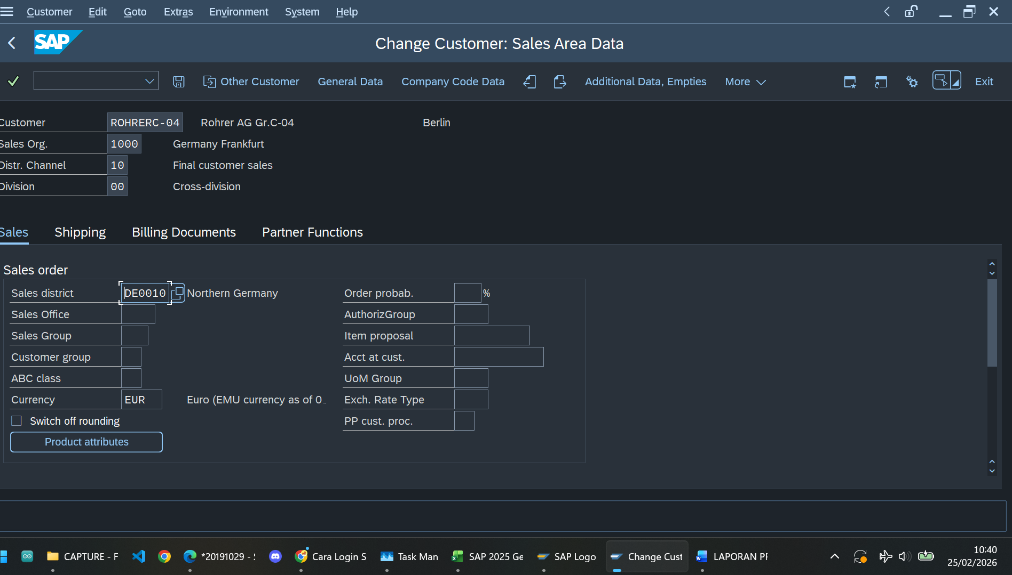 Customer Edit Goto Extras Environment System Help
SAP Change Customer: Sales Area Data
Other Customer General Data Company Code Data Additional Data, Empties More Exit
Customer ROHRERC-04 Rohrer AG Gr.C-04 Berlin
Sales Org. 1000 Germany Frankfurt
Distr. Channel 10 Final customer sales
Division 00 Cross-division
Sales Shipping Billing Documents Partner Functions
Sales order
Sales district DE0010 Northern Germany Order probab. %
Sales Office AuthorizGroup
Sales Group Item proposal
Customer group Acct at cust.
ABC class UoM Group
Currency EUR Euro (EMU currency as of 0 Exch. Rate Type
Switch off rounding PP cust. proc.
Product attributes
CAPTURE - F *20191029 - Cara Login S Task Man SAP 2025 Ge SAP Logo Change Cust LAPORAN PF 10:40
25/02/2026